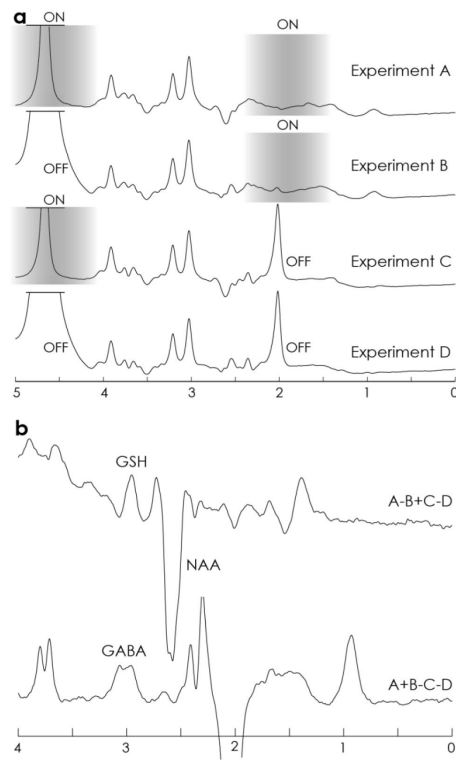 a
ON
ON
Experiment A
ON
OFF
Experiment B
ON
OFF
Experiment C
OFF
OFF
Experiment D
5 4 3 2 1 0
b
GSH
A-B+C-D
NAA
GABA
A+B-C-D
4 3 2 1 0